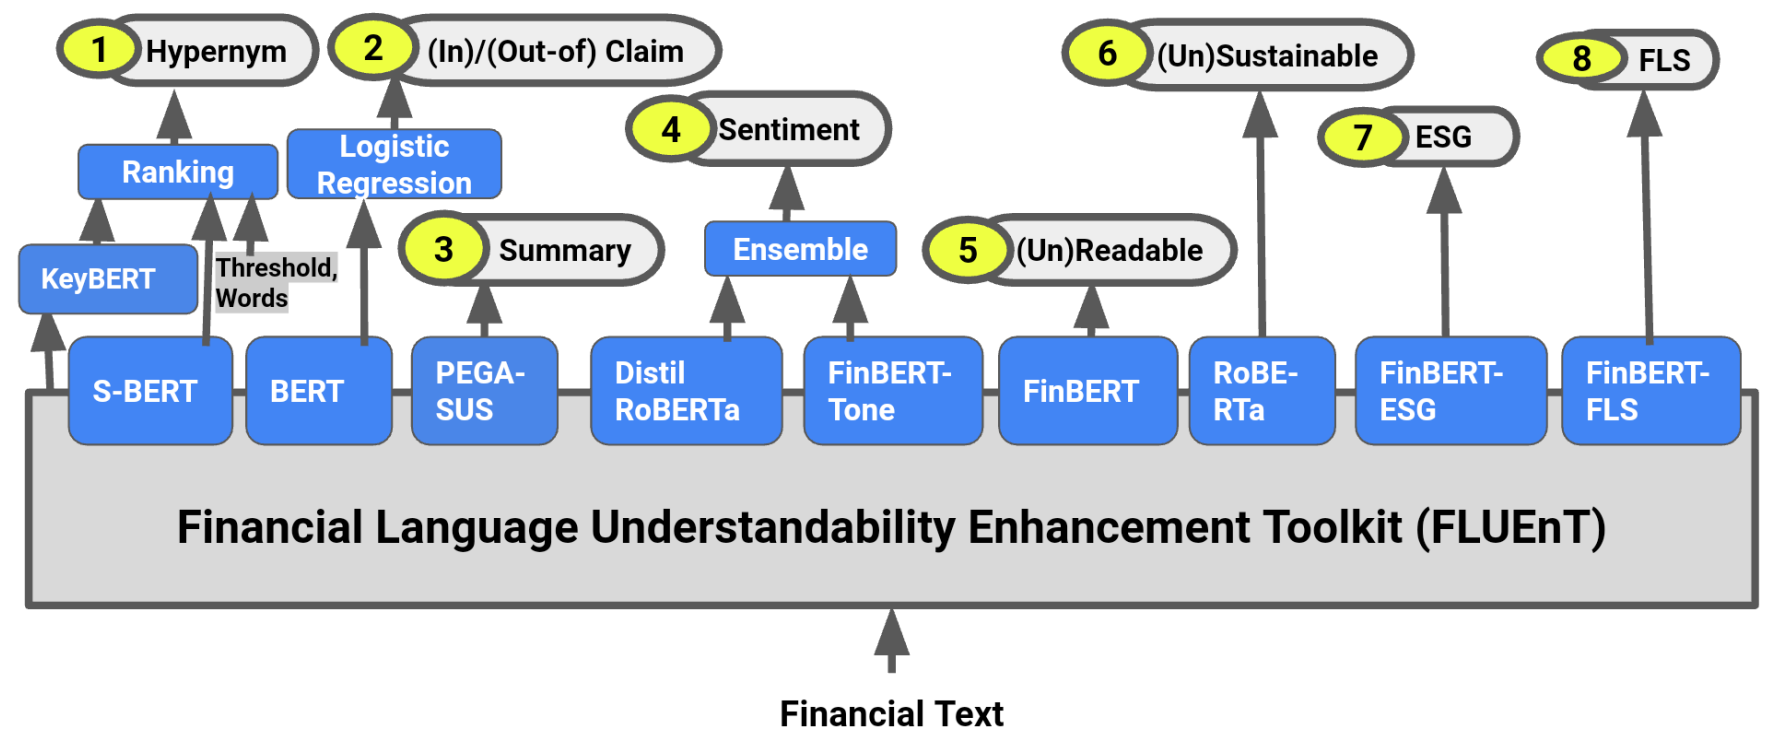 1 Hypernym
2 (In)/(Out-of) Claim
6 (Un)Sustainable
8 FLS
4 Sentiment
7 ESG
Logistic
Regression
Ranking
3 Summary
Ensemble
5 (Un)Readable
KeyBERT
Threshold,
Words
S-BERT
BERT
PEGA-
SUS
Distil
RoBERTa
FinBERT-
Tone
FinBERT
RoBE-
RTa
FinBERT-
ESG
FinBERT-
FLS
Financial Language Understandability Enhancement Toolkit (FLUEnT)
Financial Text